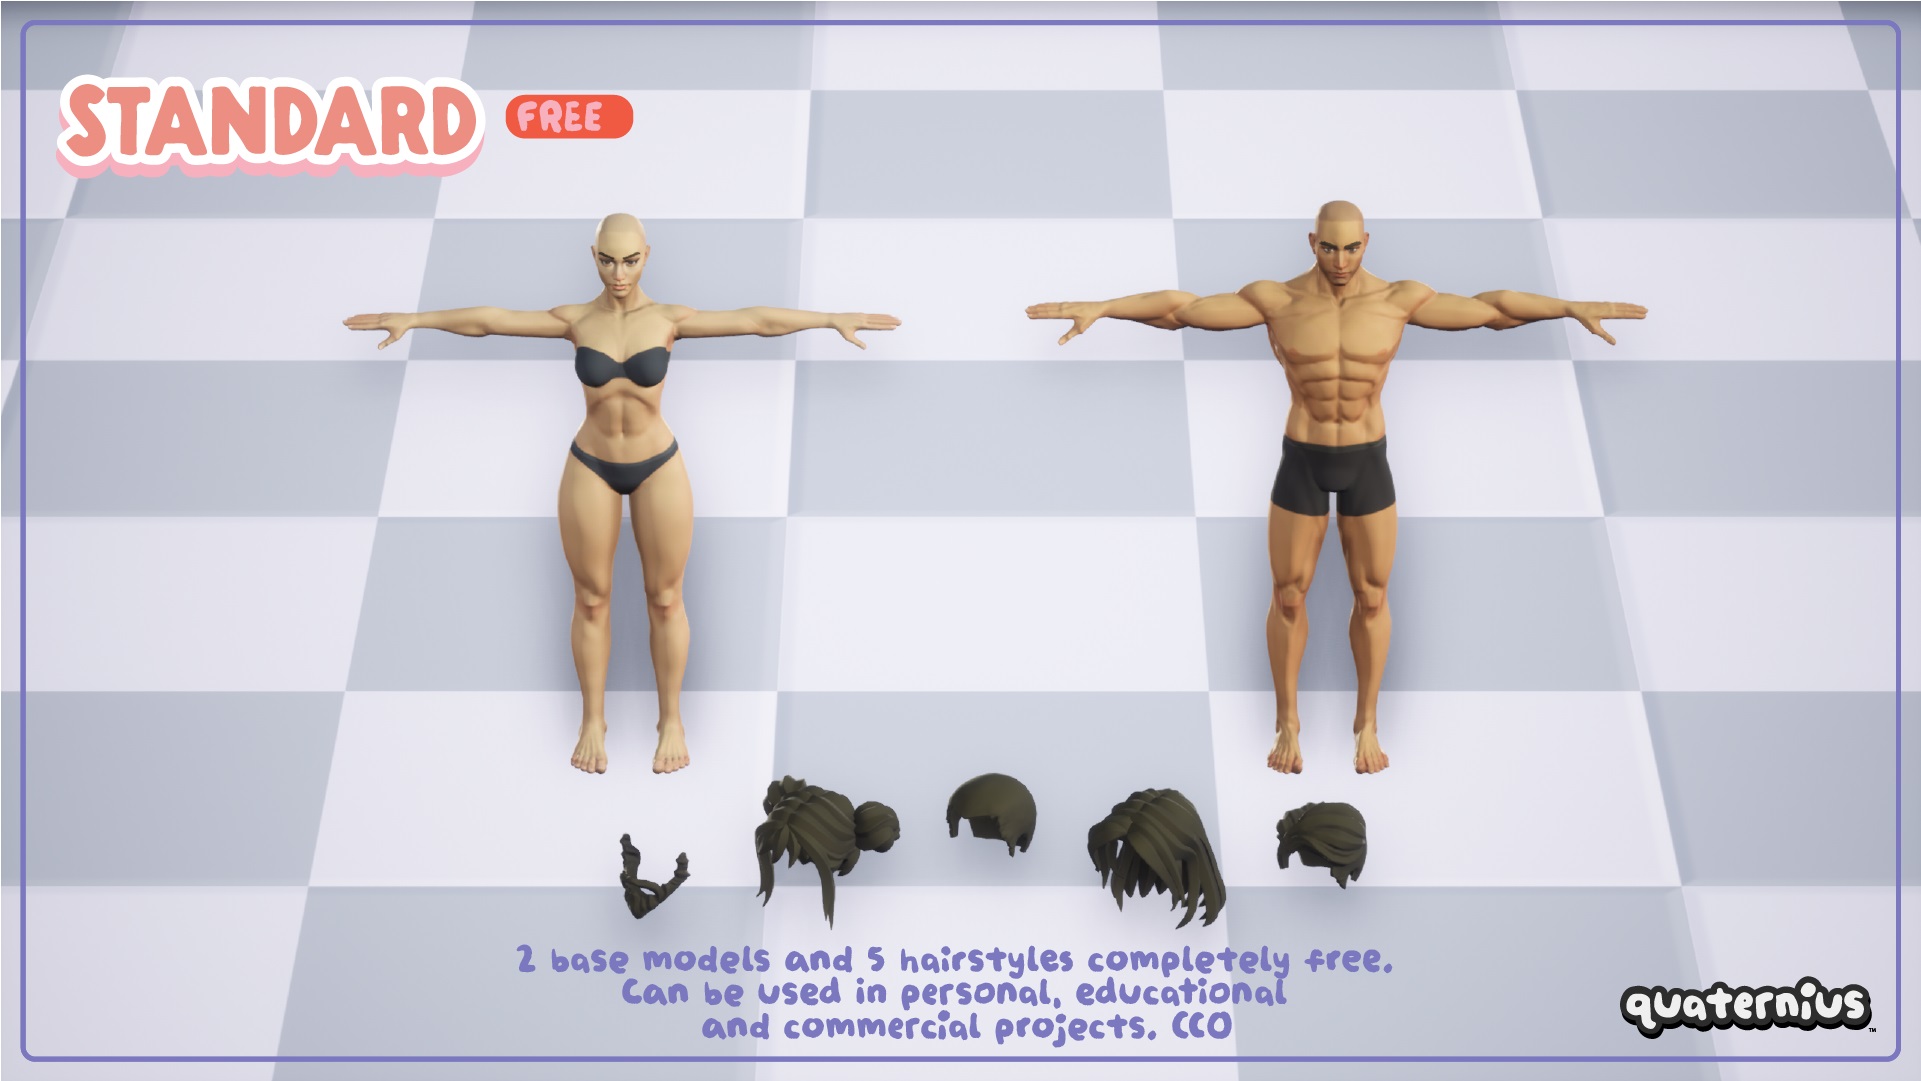 STANDARD
FREE
2 base models and 5 hairstyles completely free.
Can be used in personal, educational
and commercial projects. CC0
quaternius™